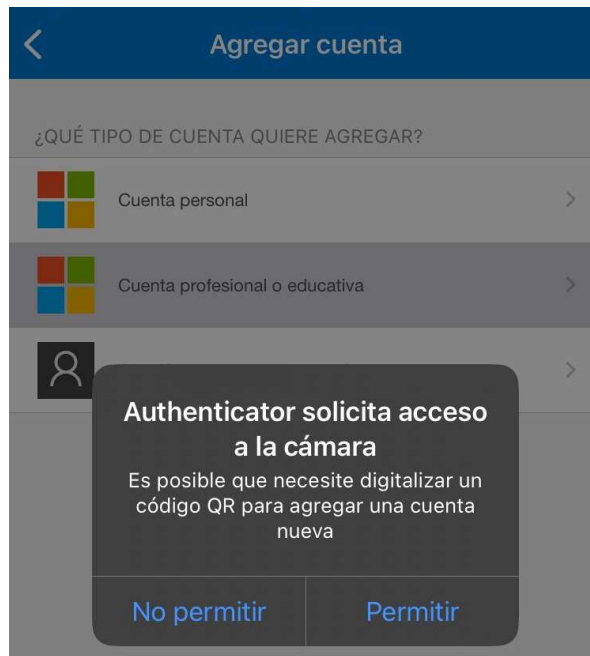 Agregar cuenta
¿QUÉ TIPO DE CUENTA QUIERE AGREGAR?
Cuenta personal
Cuenta profesional o educativa
Authenticator solicita acceso
a la cámara
Es posible que necesite digitalizar un
código QR para agregar una cuenta
nueva
No permitir
Permitir